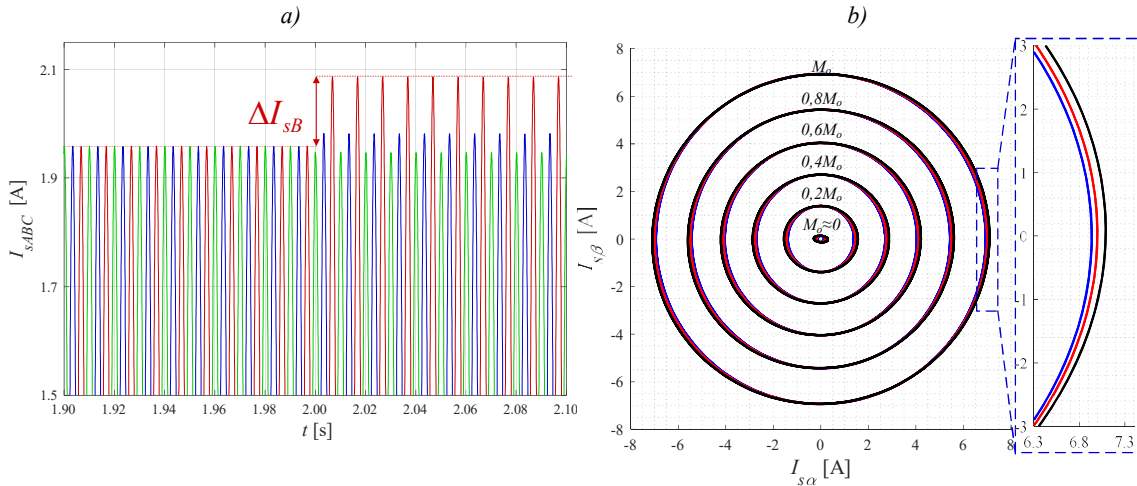 a)
2.1
1.9
1.7
1.5
I_sABC [A]
ΔI_sB
1.90 1.92 1.94 1.96 1.98 2.00 2.02 2.04 2.06 2.08 2.10
t [s]
b)
8
6
4
2
0
-2
-4
-6
-8
I_sβ [A]
M_o
0,8M_o
0,6M_o
0,4M_o
0,2M_o
M_o≈0
-8 -6 -4 -2 0 2 4 6 8
I_sα [A]
3
2
1
0
-1
-2
-3
6.3 6.8 7.3